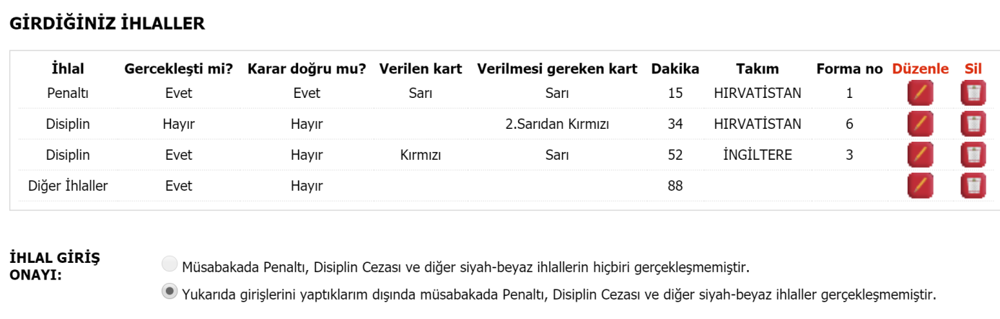 GİRDİĞİNİZ İHLALLER
İhlal Gercekleşti mi? Karar doğru mu? Verilen kart Verilmesi gereken kart Dakika Takım Forma no Düzenle Sil
Penaltı Evet Evet Sarı Sarı 15 HIRVATİSTAN 1
Disiplin Hayır Hayır 2.Sarıdan Kırmızı 34 HIRVATİSTAN 6
Disiplin Evet Hayır Kırmızı Sarı 52 İNGİLTERE 3
Diğer İhlaller Evet Hayır 88
İHLAL GİRİŞ
ONAYI:
Müsabakada Penaltı, Disiplin Cezası ve diğer siyah-beyaz ihlallerin hiçbiri gerçekleşmemiştir.
Yukarıda girişlerini yaptıklarım dışında müsabakada Penaltı, Disiplin Cezası ve diğer siyah-beyaz ihlaller gerçekleşmemiştir.